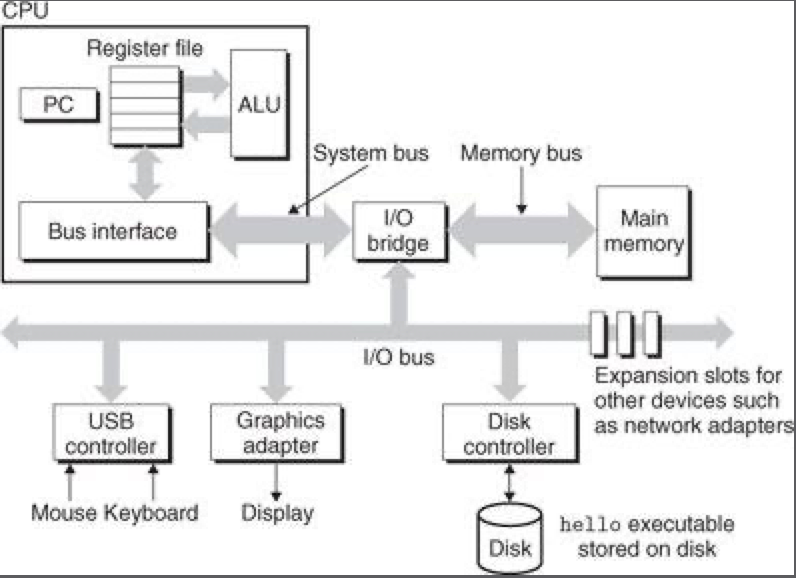 CPU
Register file
PC
ALU
System bus
Memory bus
Bus interface
I/O
bridge
Main
memory
I/O bus
Expansion slots for
other devices such
as network adapters
USB
controller
Graphics
adapter
Disk
controller
Mouse Keyboard
Display
Disk
hello executable
stored on disk